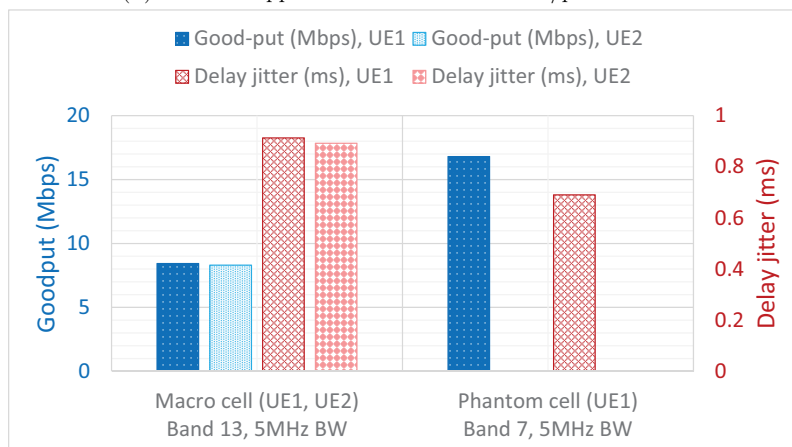 Good-put (Mbps), UE1 Good-put (Mbps), UE2
Delay jitter (ms), UE1 Delay jitter (ms), UE2
20 1
15 0.8
10 0.6
5 0.4
0 0.2
0
Goodput (Mbps)
Delay jitter (ms)
Macro cell (UE1, UE2) Phantom cell (UE1)
Band 13, 5MHz BW Band 7, 5MHz BW